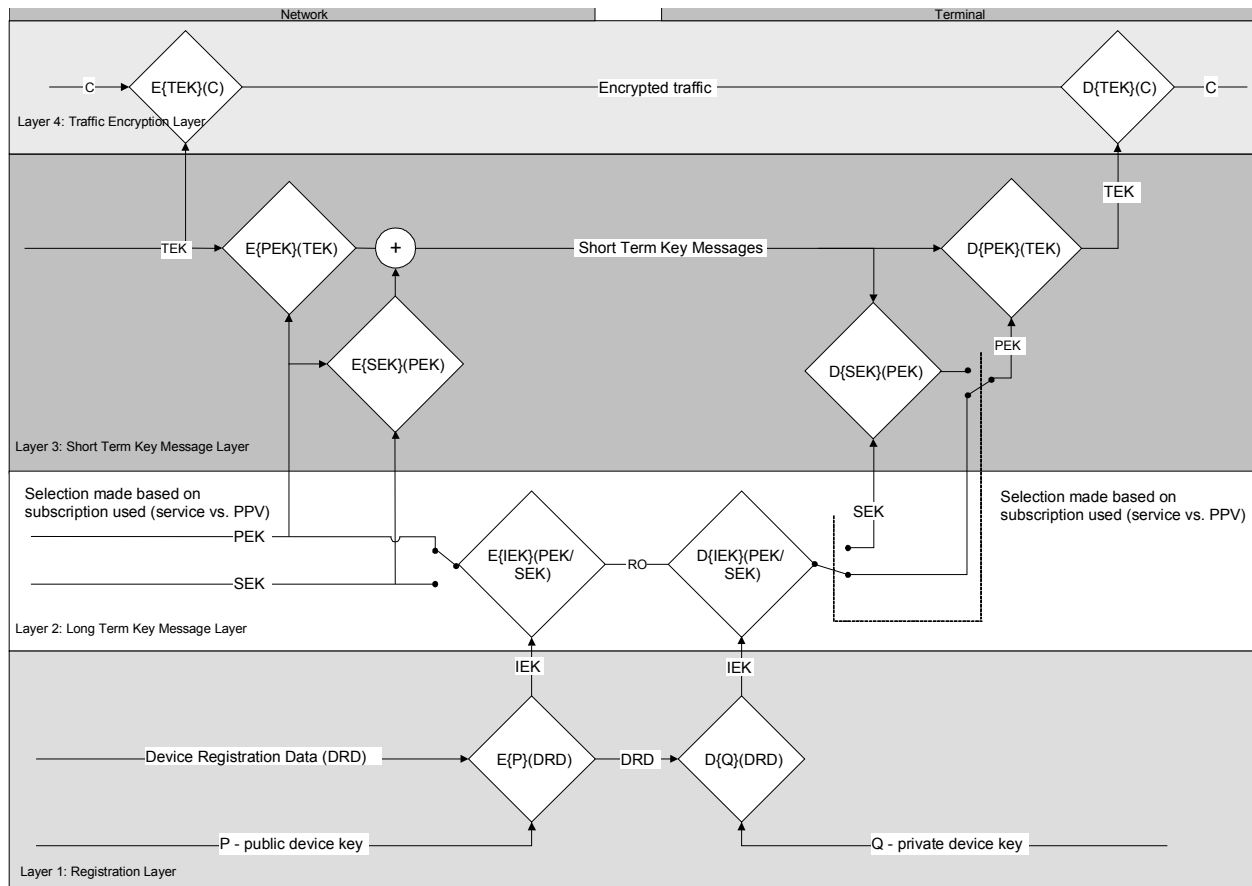 Network
Terminal
C
E{TEK}(C)
Encrypted traffic
D{TEK}(C)
C
Layer 4: Traffic Encryption Layer
TEK
TEK
E{PEK}(TEK)
+
Short Term Key Messages
D{PEK}(TEK)
E{SEK}(PEK)
D{SEK}(PEK)
PEK
Layer 3: Short Term Key Message Layer
Selection made based on
subscription used (service vs. PPV)
Selection made based on
subscription used (service vs. PPV)
SEK
PEK
E{IEK}(PEK/
SEK)
RO
D{IEK}(PEK/
SEK)
SEK
Layer 2: Long Term Key Message Layer
IEK
IEK
Device Registration Data (DRD)
E{P}(DRD)
DRD
D{Q}(DRD)
P - public device key
Q - private device key
Layer 1: Registration Layer